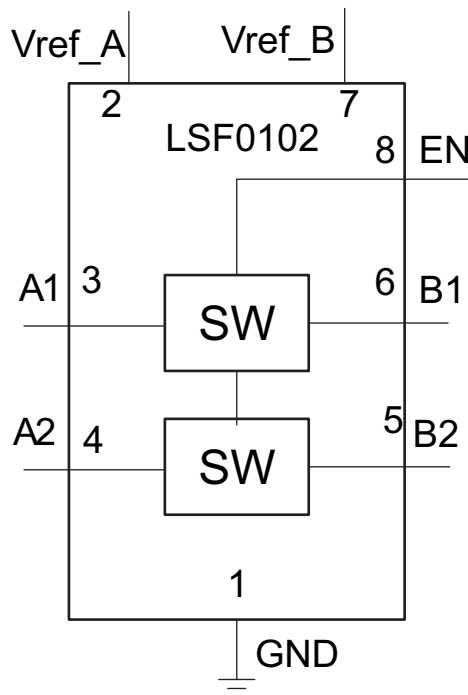 Vref_A Vref_B
2 7
LSF0102
8 EN
A1 3 6 B1
SW
A2 4 5 B2
SW
1
GND